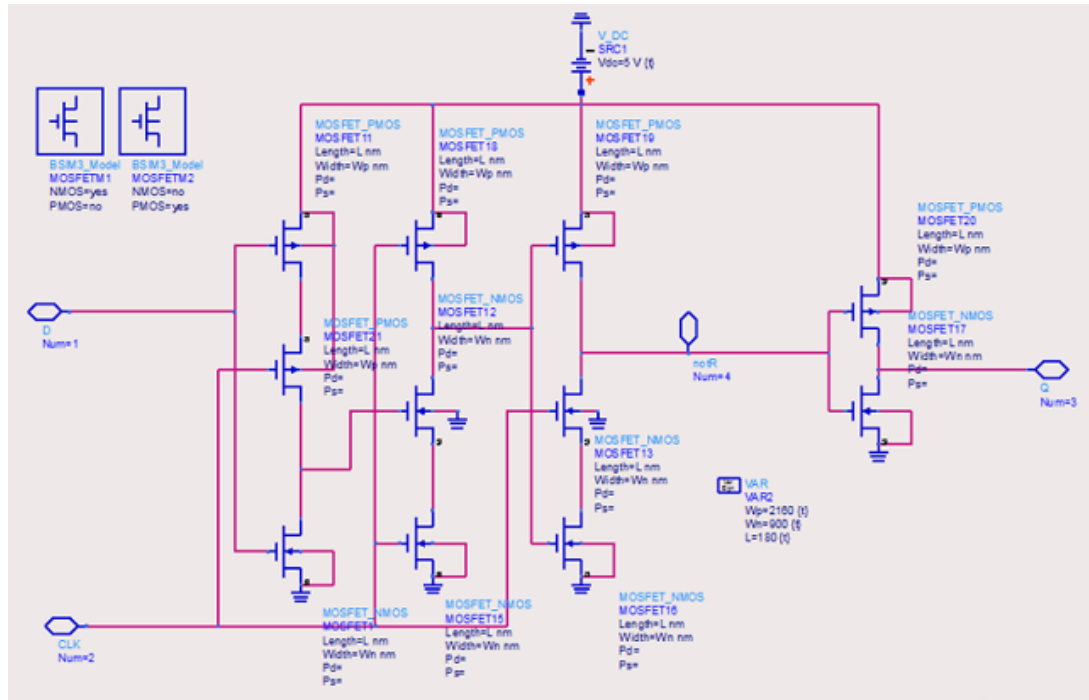 V_DC
SRC1
Vdc=5 V (t)
BSIM3_Model
MOSFETM1
NMOS=yes
PMOS=no
BSIM3_Model
MOSFETM2
NMOS=no
PMOS=yes
MOSFET_PMOS
MOSFET11
Length=L nm
Width=Wp nm
Pd=
Ps=
MOSFET_PMOS
MOSFET18
Length=L nm
Width=Wp nm
Pd=
Ps=
MOSFET_PMOS
MOSFET19
Length=L nm
Width=Wp nm
Pd=
Ps=
MOSFET_PMOS
MOSFET20
Length=L nm
Width=Wp nm
Pd=
Ps=
D
Num=1
MOSFET_PMOS
MOSFET21
Length=L nm
Width=Wp nm
Pd=
Ps=
MOSFET_NMOS
MOSFET12
Length=L nm
Width=Wn nm
Pd=
Ps=
MOSFET_NMOS
MOSFET17
Length=L nm
Width=Wn nm
Pd=
Ps=
notR
Num=4
Q
Num=3
MOSFET_NMOS
MOSFET13
Length=L nm
Width=Wn nm
Pd=
Ps=
VAR
VAR2
Wp=2160 (t)
Wn=900 (t)
L=180 (t)
CLK
Num=2
MOSFET_NMOS
Length=L nm
Width=Wn nm
Pd=
Ps=
MOSFET_NMOS
MOSFET15
Length=L nm
Width=Wn nm
Pd=
Ps=
MOSFET_NMOS
MOSFET16
Length=L nm
Width=Wn nm
Pd=
Ps=